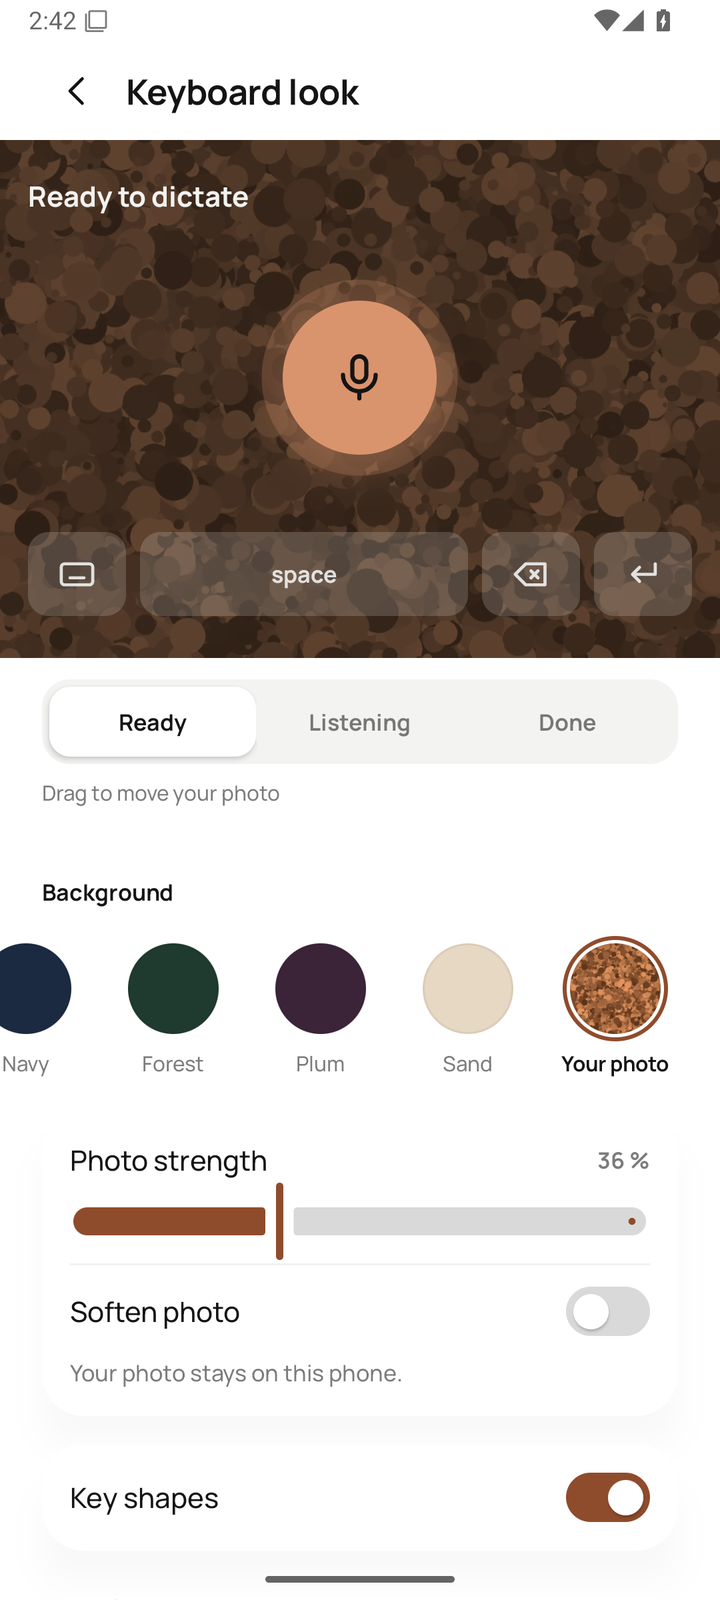 2:42
Keyboard look
Ready to dictate
space
Ready Listening Done
Drag to move your photo
Background
Navy Forest Plum Sand Your photo
Photo strength 36 %
Soften photo
Your photo stays on this phone.
Key shapes